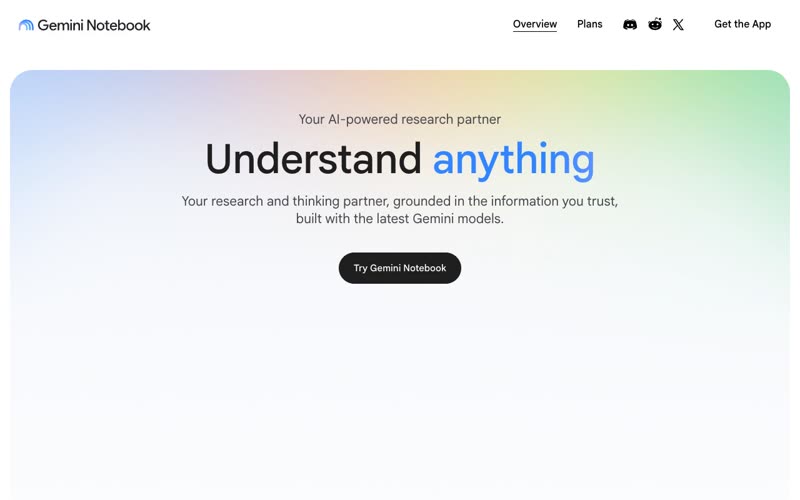 Gemini Notebook
Overview
Plans
Get the App
Your AI-powered research partner
Understand anything
Your research and thinking partner, grounded in the information you trust,
built with the latest Gemini models.
Try Gemini Notebook